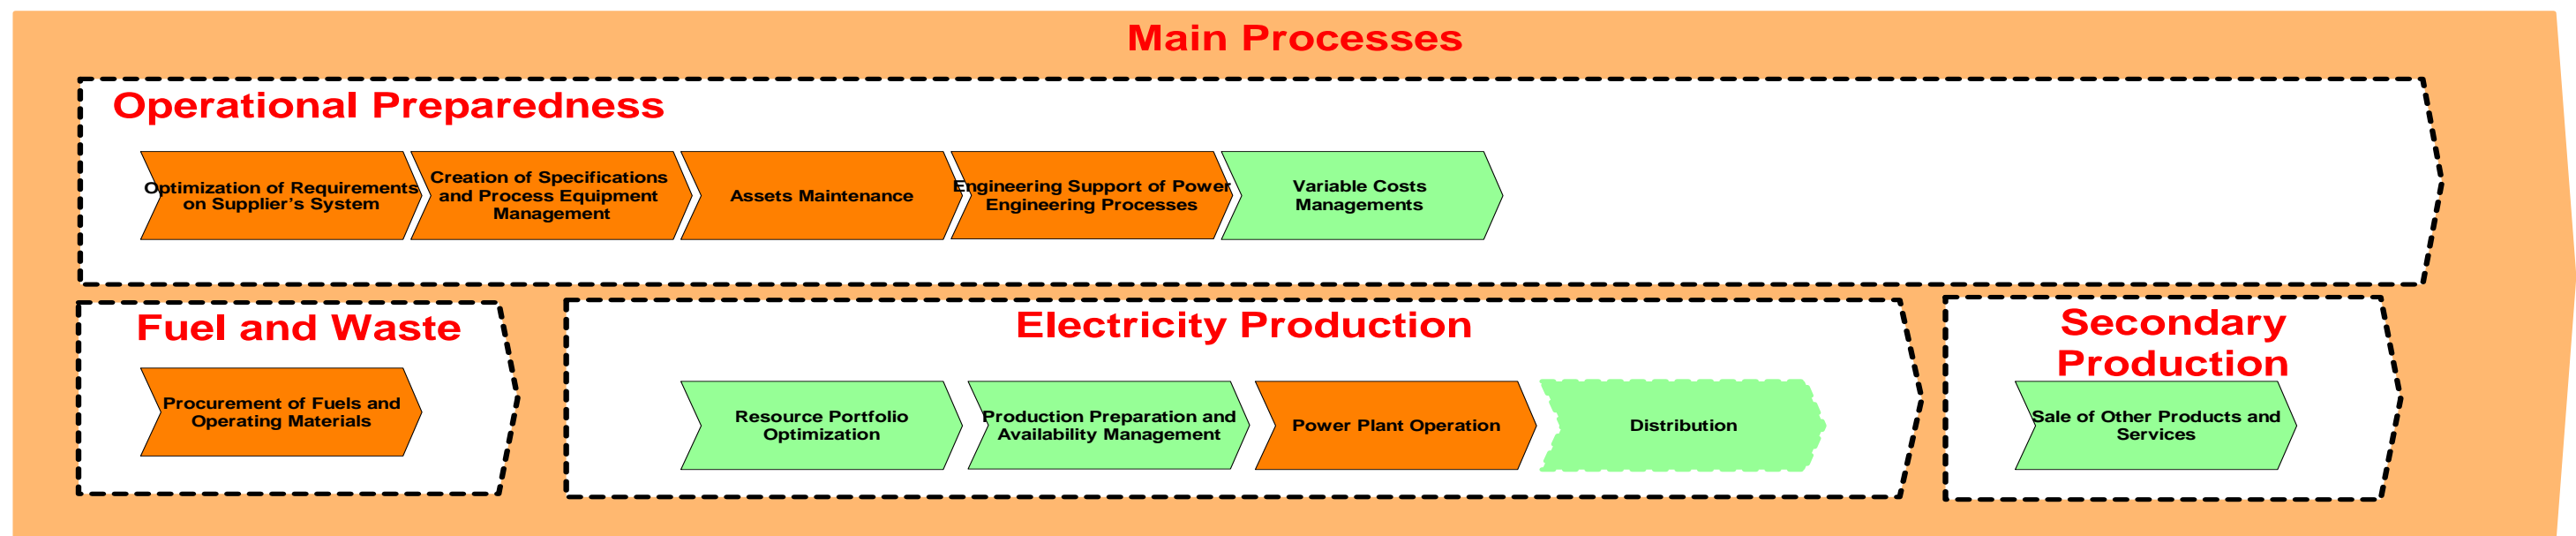 Main Processes
Operational Preparedness
Optimization of Requirements
on Supplier's System
Creation of Specifications
and Process Equipment
Management
Assets Maintenance
Engineering Support of Power
Engineering Processes
Variable Costs
Managements
Fuel and Waste
Procurement of Fuels and
Operating Materials
Electricity Production
Resource Portfolio
Optimization
Production Preparation and
Availability Management
Power Plant Operation
Distribution
Secondary
Production
Sale of Other Products and
Services